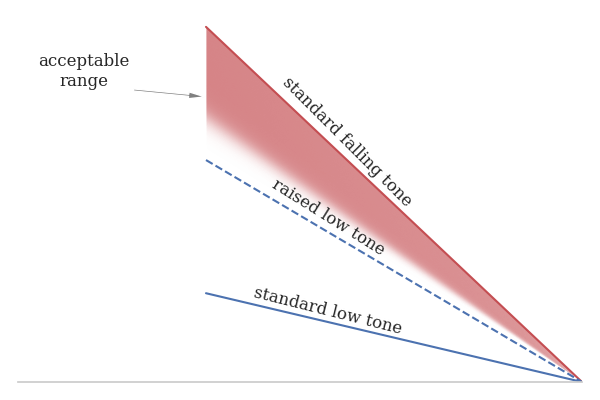 acceptable
range
standard falling tone
raised low tone
standard low tone